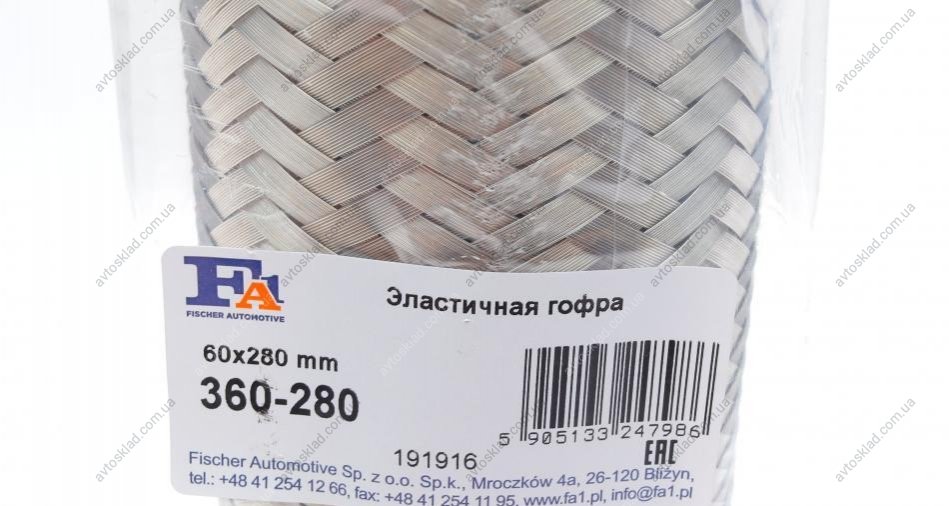 FA1
FISCHER AUTOMOTIVE
Эластичная гофра
60x280 mm
360-280
5 905133 247986
191916
EAC
Fischer Automotive Sp. z o.o. Sp.k., Mroczków 4a, 26-120 Bliżyn,
tel.: +48 41 254 12 66, fax: +48 41 254 11 95, www.fa1.pl, info@fa1.pl
avtosklad.com.ua